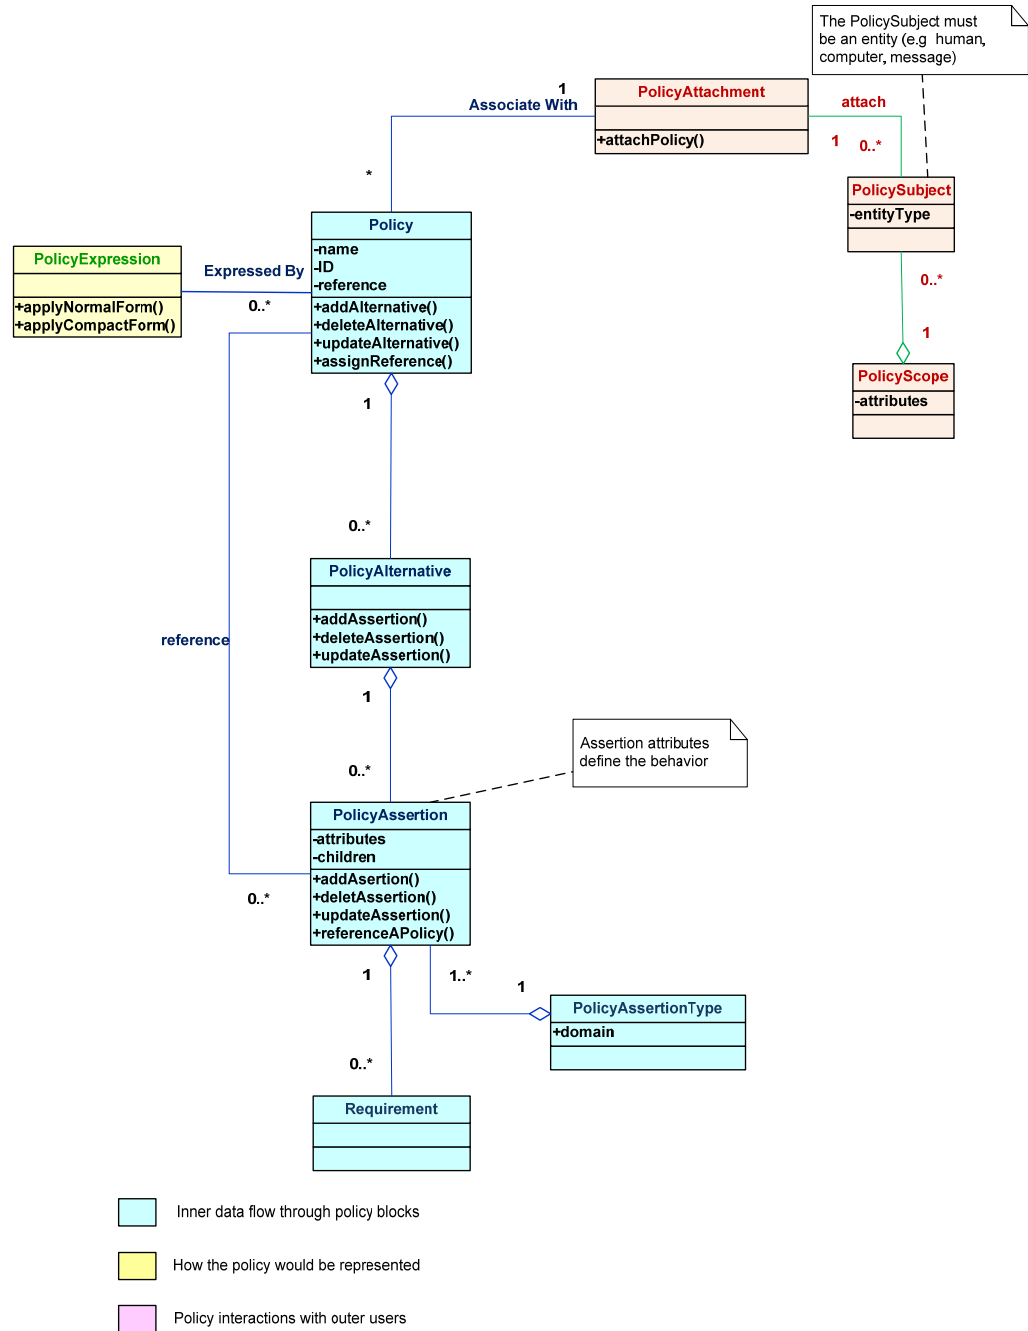 The PolicySubject must
be an entity (e.g human,
computer, message)
1
Associate With
PolicyAttachment
+attachPolicy()
attach
1
0..*
*
PolicySubject
-entityType
Policy
-name
-ID
-reference
+addAlternative()
+deleteAlternative()
+updateAlternative()
+assignReference()
PolicyExpression
+applyNormalForm()
+applyCompactForm()
Expressed By
0..*
0..*
1
PolicyScope
-attributes
1
0..*
PolicyAlternative
+addAssertion()
+deleteAssertion()
+updateAssertion()
reference
1
0..*
Assertion attributes
define the behavior
PolicyAssertion
-attributes
-children
+addAsertion()
+deletAssertion()
+updateAssertion()
+referenceAPolicy()
0..*
1
1..*
1
PolicyAssertionType
+domain
0..*
Requirement
Inner data flow through policy blocks
How the policy would be represented
Policy interactions with outer users